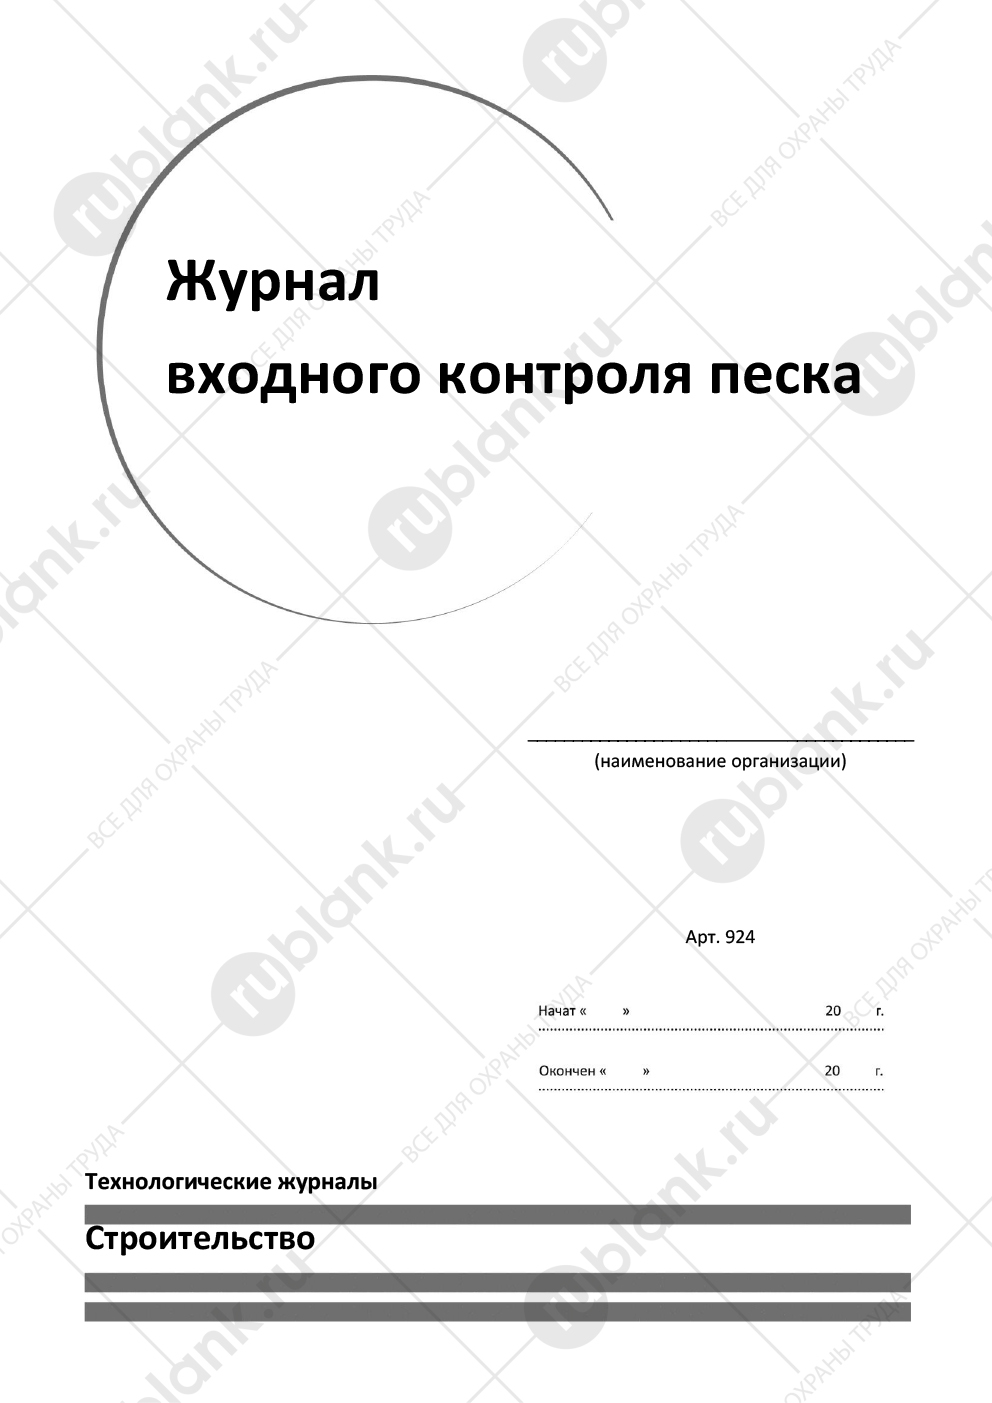 Журнал
входного контроля песка
(наименование организации)
Арт. 924
Начат « » 20 г.
Окончен « » 20 г.
Технологические журналы
Строительство
rublank.ru
ВСЕ ДЛЯ ОХРАНЫ ТРУДА